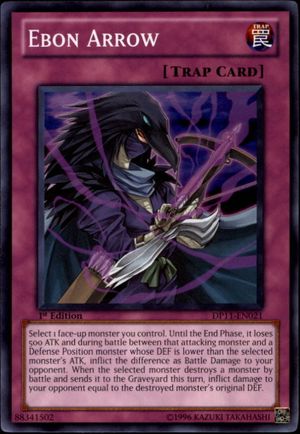 Ebon Arrow
TRAP
罠
[Trap Card]
1st Edition
DP11-EN021
Select 1 face-up monster you control. Until the End Phase, it loses
500 ATK and during battle between that attacking monster and a
Defense Position monster whose DEF is lower than the selected
monster's ATK, inflict the difference as Battle Damage to your
opponent. When the selected monster destroys a monster by
battle and sends it to the Graveyard this turn, inflict damage to
your opponent equal to the destroyed monster's original DEF.
88341502
©1996 KAZUKI TAKAHASHI